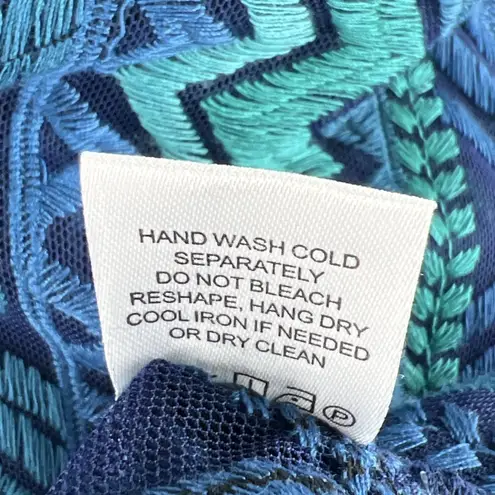 HAND WASH COLD
SEPARATELY
DO NOT BLEACH
RESHAPE, HANG DRY
COOL IRON IF NEEDED
OR DRY CLEAN
P